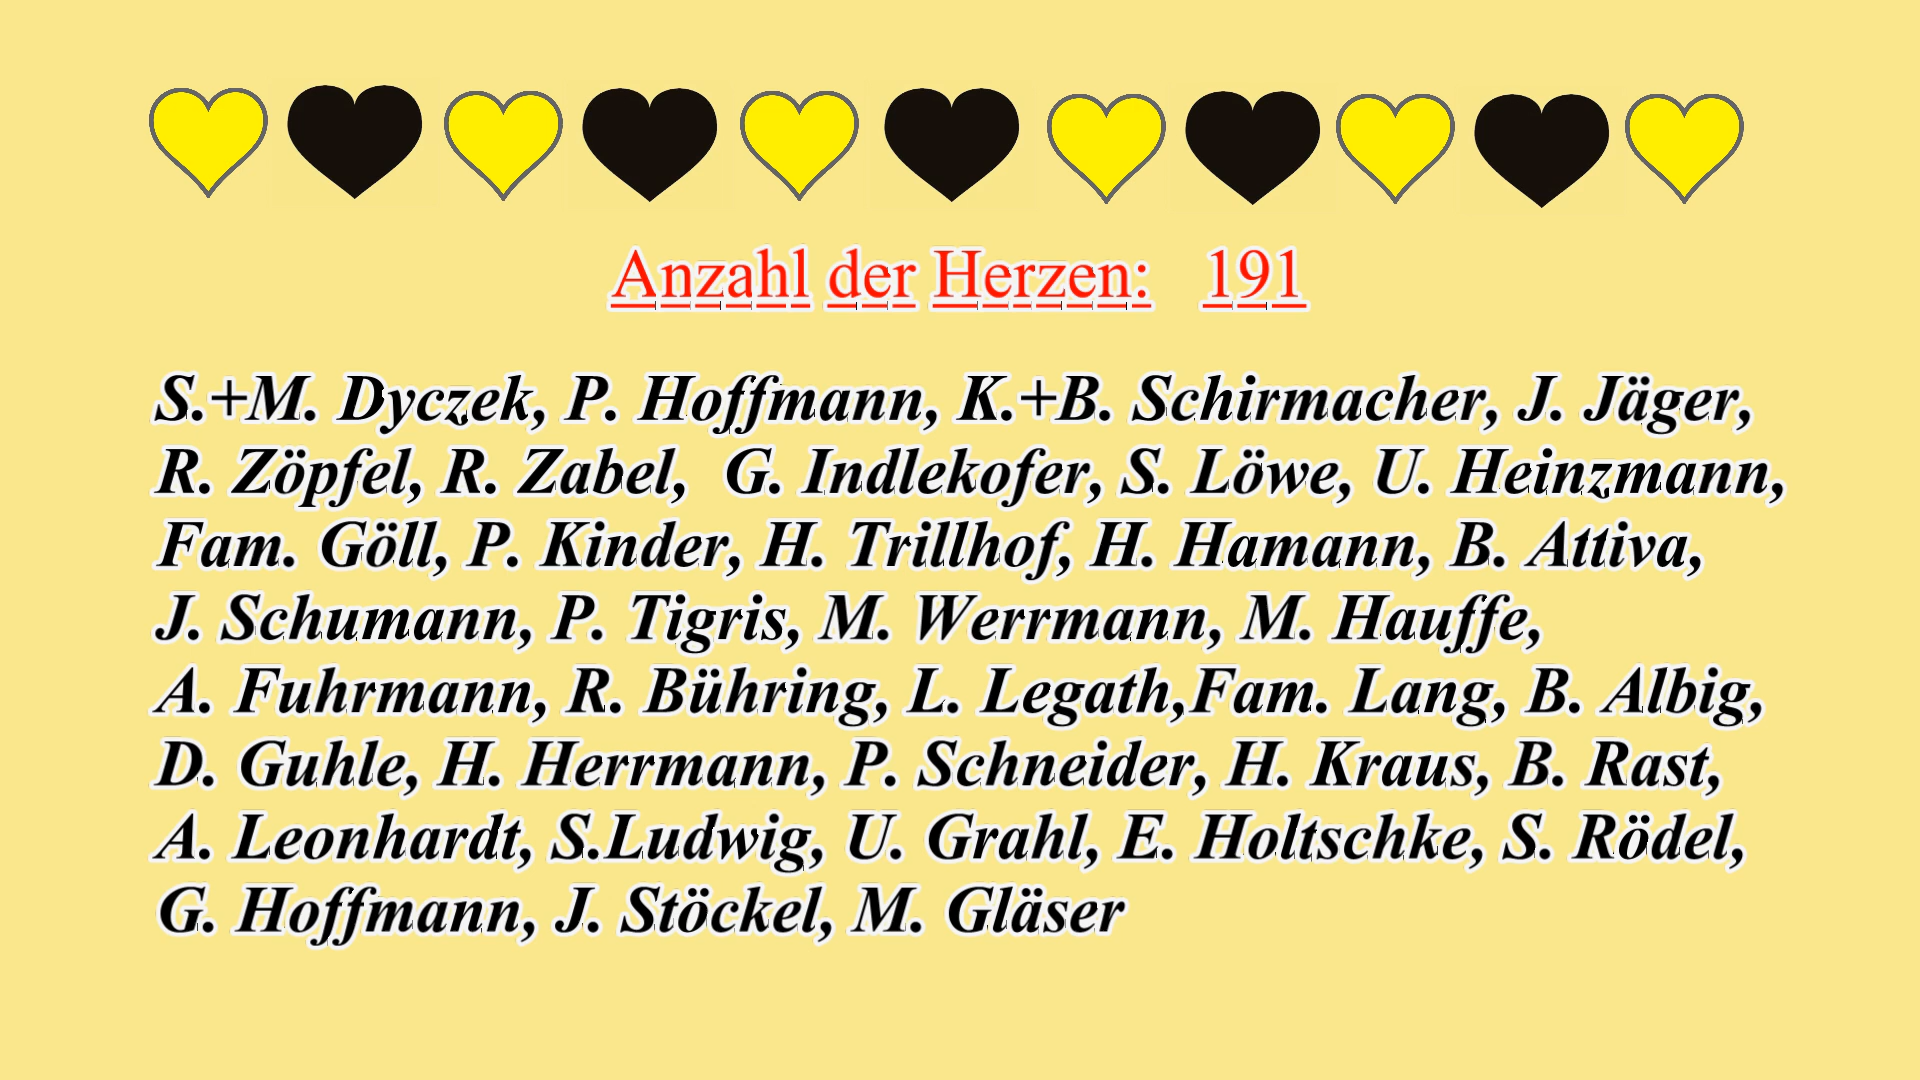 Anzahl der Herzen: 191
S.+M. Dyczek, P. Hoffmann, K.+B. Schirmacher, J. Jäger,
R. Zöpfel, R. Zabel, G. Indlekofer, S. Löwe, U. Heinzmann,
Fam. Göll, P. Kinder, H. Trillhof, H. Hamann, B. Attiva,
J. Schumann, P. Tigris, M. Werrmann, M. Hauffe,
A. Fuhrmann, R. Bühring, L. Legath,Fam. Lang, B. Albig,
D. Guhle, H. Herrmann, P. Schneider, H. Kraus, B. Rast,
A. Leonhardt, S.Ludwig, U. Grahl, E. Holtschke, S. Rödel,
G. Hoffmann, J. Stöckel, M. Gläser